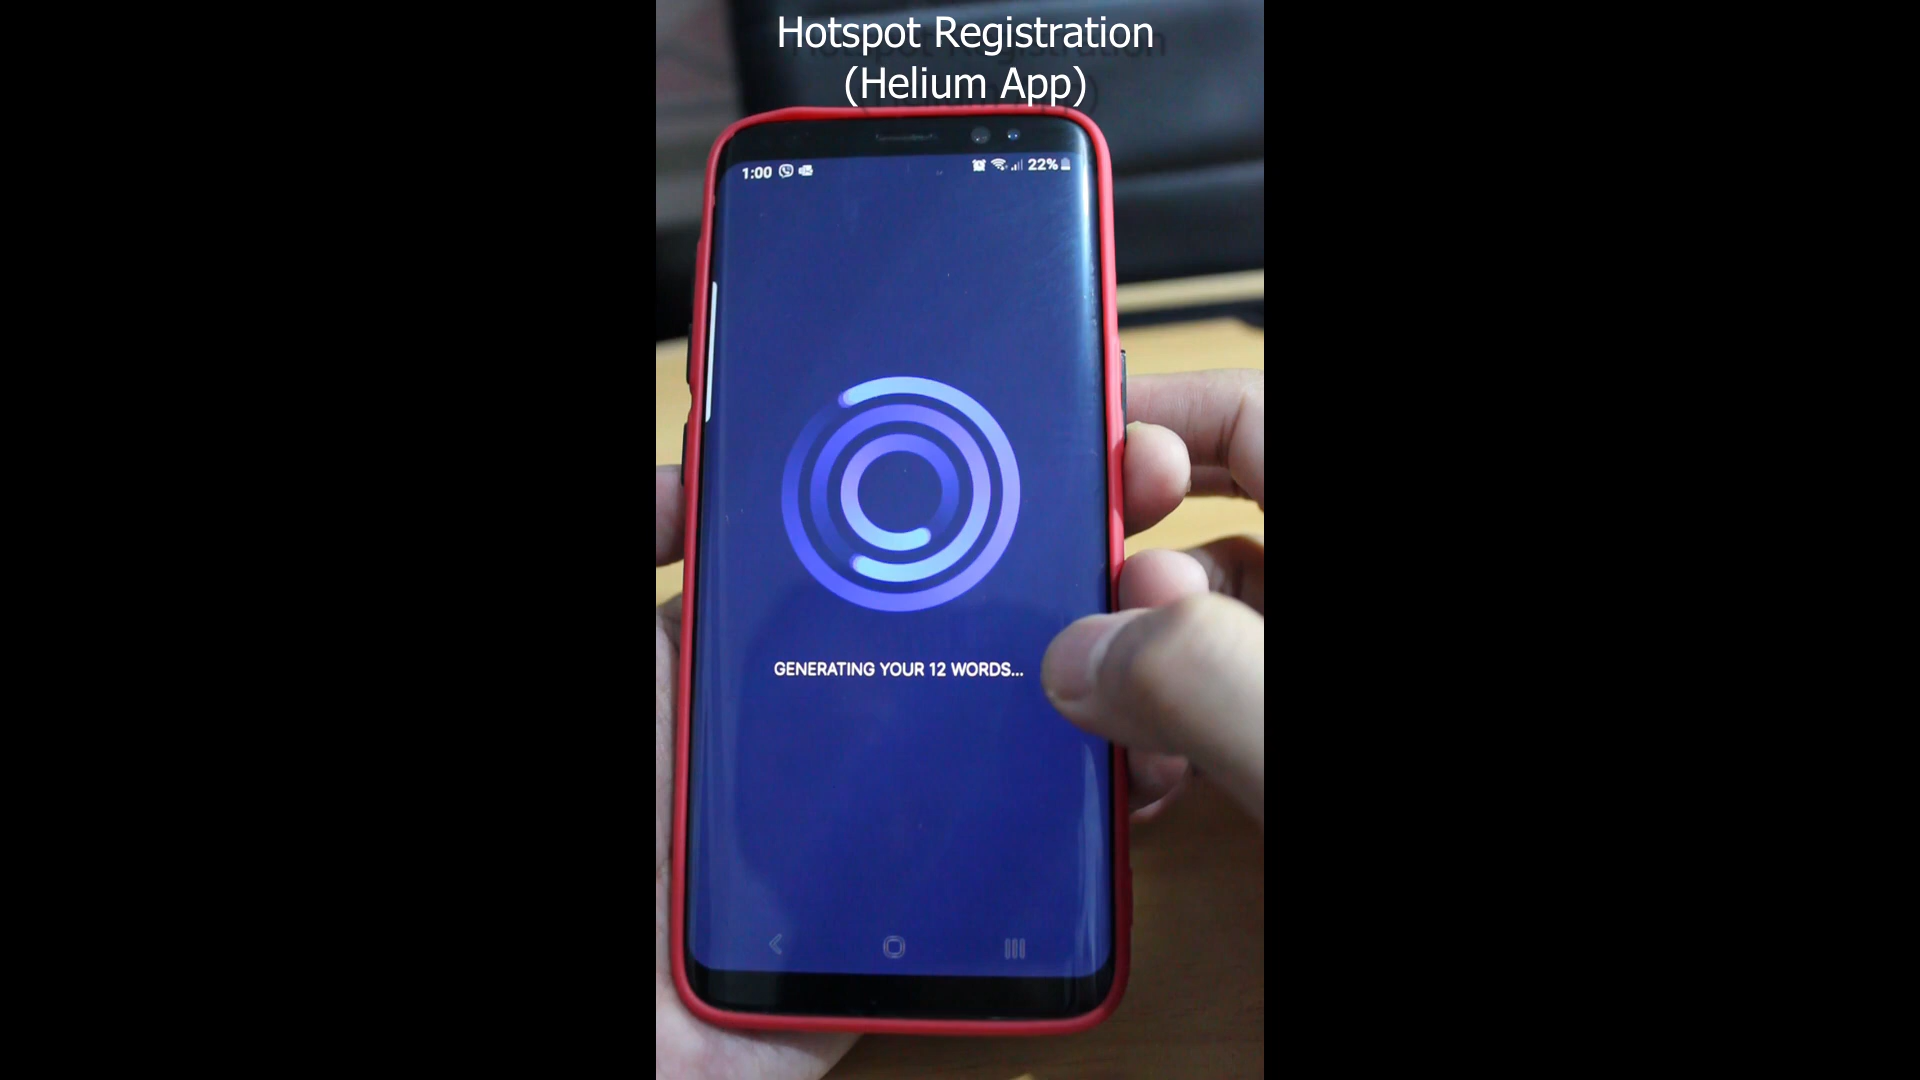 Hotspot Registration
(Helium App)
1:00
22%
GENERATING YOUR 12 WORDS...